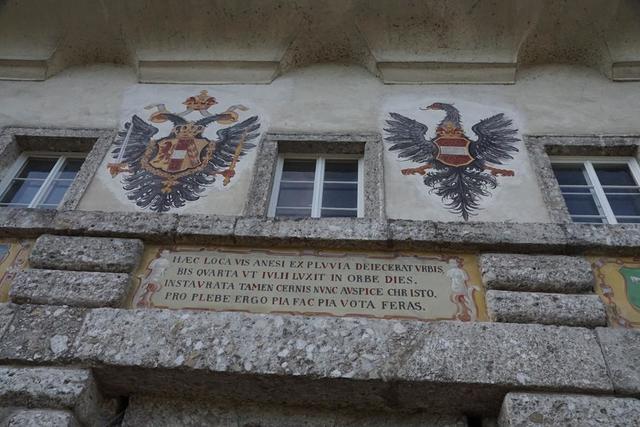 HÆC LOCA VIS ANESI EX PLVVIA DEIECERAT VRBIS,
BIS QVARTA VT IVLII LVXIT IN ORBE DIES.
INSTAVRATA TAMEN CERNIS NVNC AVSPICE CHRISTO.
PRO PLEBE ERGO PIA FAC PIA VOTA FERAS.